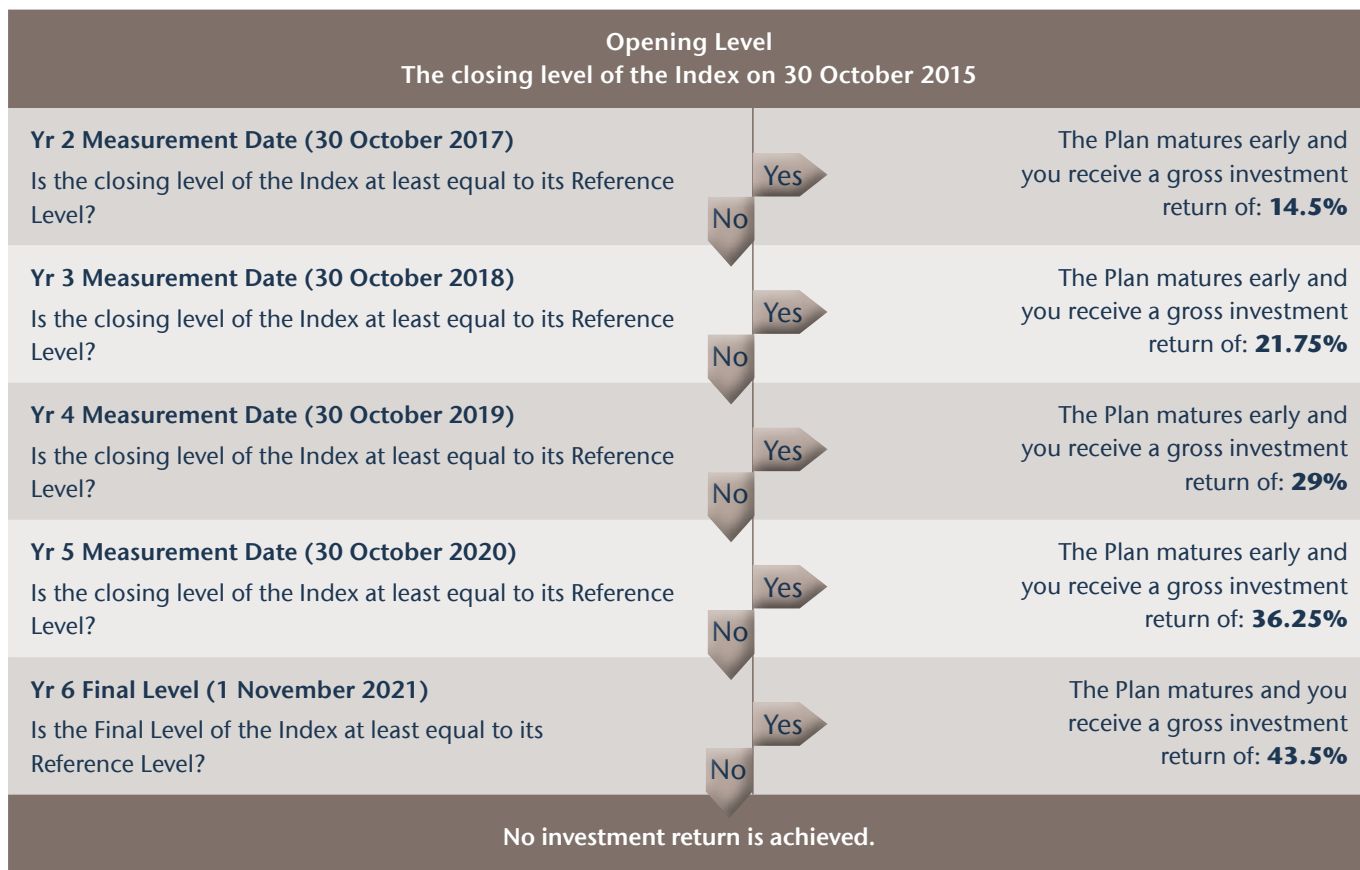 Opening Level
The closing level of the Index on 30 October 2015
Yr 2 Measurement Date (30 October 2017)
Is the closing level of the Index at least equal to its Reference
Level?
Yes
No
The Plan matures early and
you receive a gross investment
return of: 14.5%
Yr 3 Measurement Date (30 October 2018)
Is the closing level of the Index at least equal to its Reference
Level?
Yes
No
The Plan matures early and
you receive a gross investment
return of: 21.75%
Yr 4 Measurement Date (30 October 2019)
Is the closing level of the Index at least equal to its Reference
Level?
Yes
No
The Plan matures early and
you receive a gross investment
return of: 29%
Yr 5 Measurement Date (30 October 2020)
Is the closing level of the Index at least equal to its Reference
Level?
Yes
No
The Plan matures early and
you receive a gross investment
return of: 36.25%
Yr 6 Final Level (1 November 2021)
Is the Final Level of the Index at least equal to its
Reference Level?
Yes
No
The Plan matures and you
receive a gross investment
return of: 43.5%
No investment return is achieved.